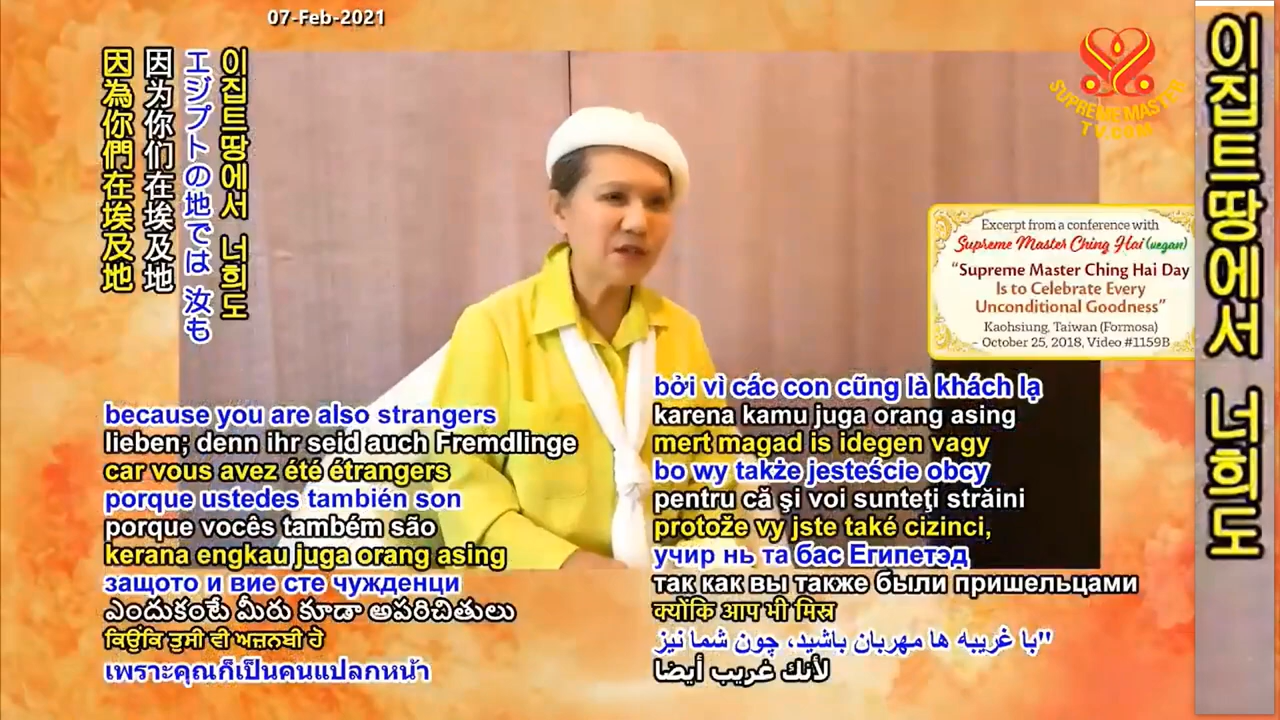 07-Feb-2021
이집트땅에서 너희도
エジプトの地では 汝も
因为你们在埃及地
因為你們在埃及地
SUPREME MASTER
TV.COM
Excerpt from a conference with
Supreme Master Ching Hai (vegan)
“Supreme Master Ching Hai Day
Is to Celebrate Every
Unconditional Goodness”
Kaohsiung, Taiwan (Formosa)
- October 25, 2018, Video #1159B
because you are also strangers
lieben; denn ihr seid auch Fremdlinge
car vous avez été étrangers
porque ustedes también son
porque vocês também são
kerana engkau juga orang asing
защото и вие сте чужденци
ఎందుకంటే మీరు కూడా అపరిచితులు
ਕਿਉਂਕਿ ਤੁਸੀ ਵੀ ਅਜ਼ਨਬੀ ਹੋ
เพราะคุณก็เป็นคนแปลกหน้า
bởi vì các con cũng là khách lạ
karena kamu juga orang asing
mert magad is idegen vagy
bo wy także jesteście obcy
pentru că şi voi sunteţi străini
protože vy jste také cizinci,
учир нь та бас Египетэд
так как вы также были пришельцами
क्योंकि आप भी मिस्र
"با غریبه ها مهربان باشید، چون شما نیز
لأنك غريب أيضا
이집트땅에서 너희도